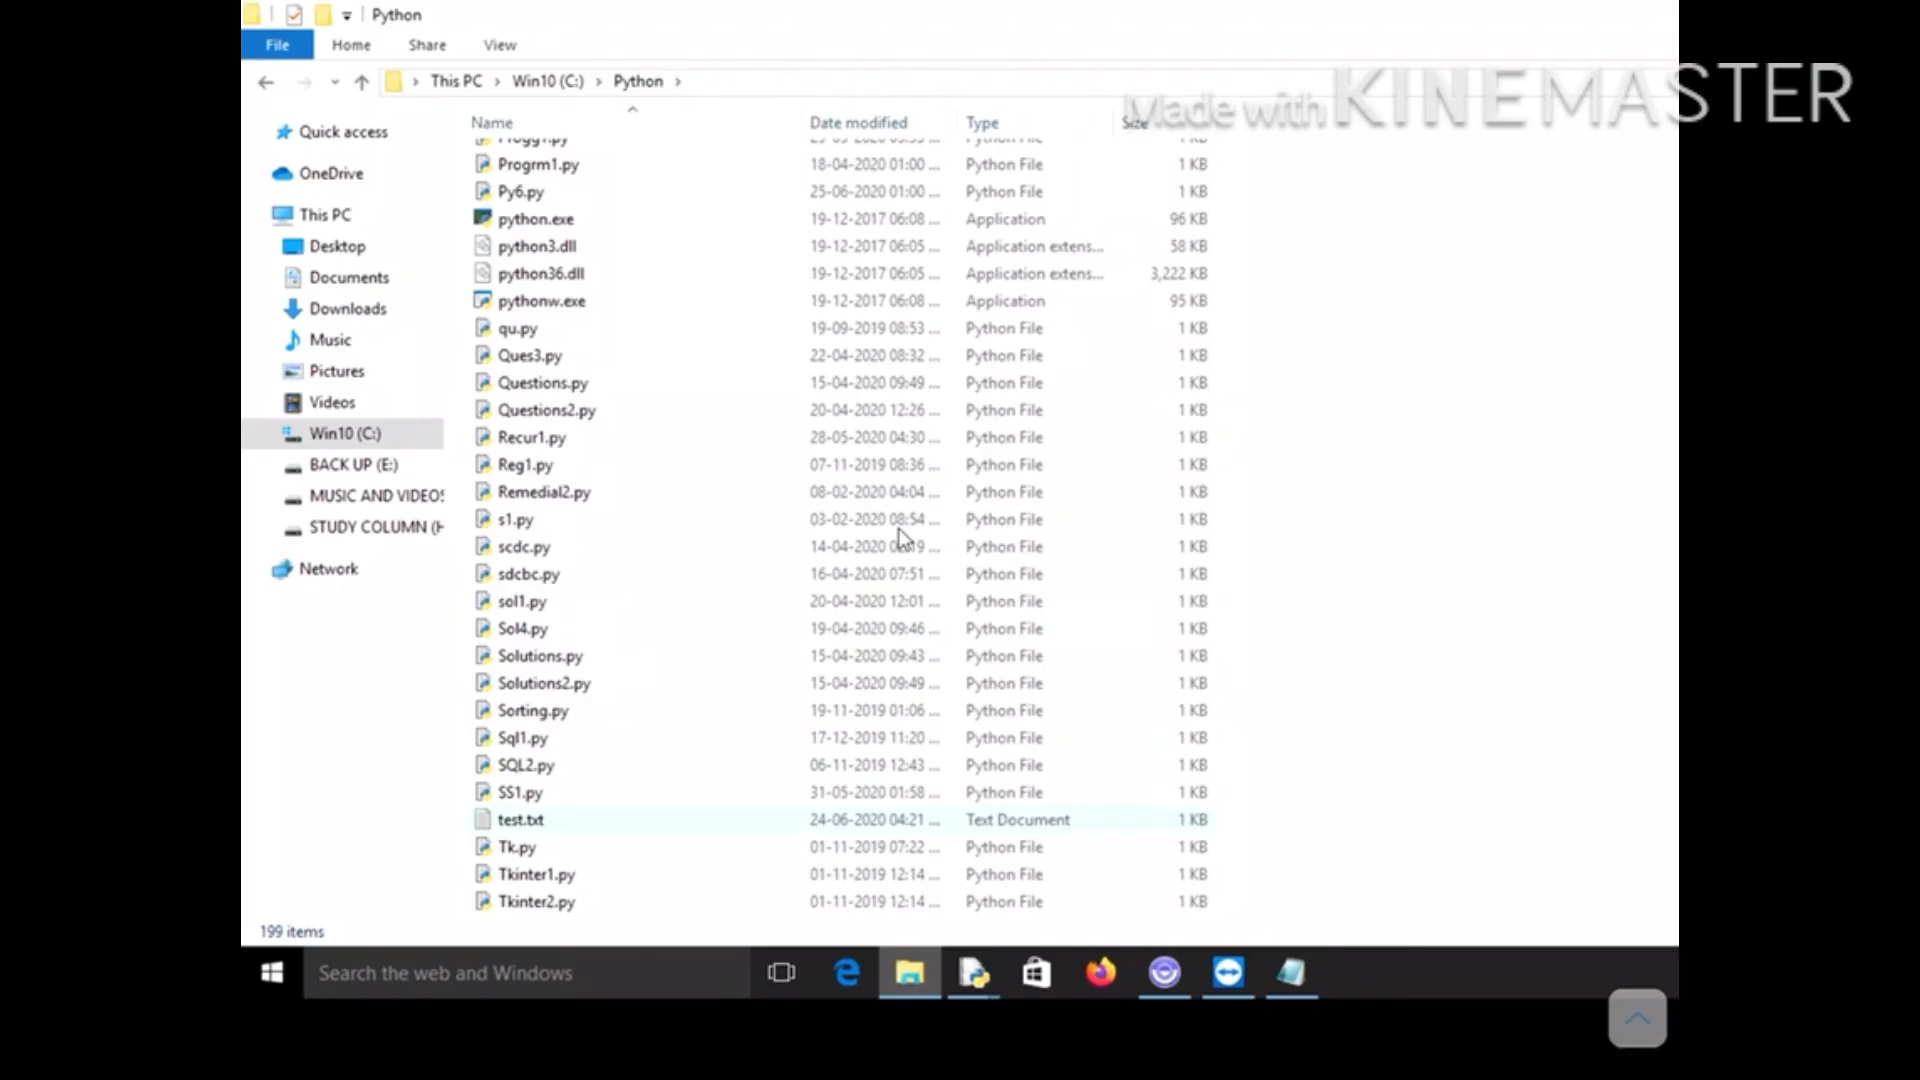 Python
File Home Share View
This PC Win10 (C:) Python
Made with KINEMASTER
Name Date modified Type Size
Progrm1.py 18-04-2020 01:00 ... Python File 1 KB
Py6.py 25-06-2020 01:00 ... Python File 1 KB
python.exe 19-12-2017 06:08 ... Application 96 KB
python3.dll 19-12-2017 06:05 ... Application extens... 58 KB
python36.dll 19-12-2017 06:05 ... Application extens... 3,222 KB
pythonw.exe 19-12-2017 06:08 ... Application 95 KB
qu.py 19-09-2019 08:53 ... Python File 1 KB
Ques3.py 22-04-2020 08:32 ... Python File 1 KB
Questions.py 15-04-2020 09:49 ... Python File 1 KB
Questions2.py 20-04-2020 12:26 ... Python File 1 KB
Recur1.py 28-05-2020 04:30 ... Python File 1 KB
Reg1.py 07-11-2019 08:36 ... Python File 1 KB
Remedial2.py 08-02-2020 04:04 ... Python File 1 KB
s1.py 03-02-2020 08:54 ... Python File 1 KB
scdc.py 14-04-2020 ... Python File 1 KB
sdcbc.py 16-04-2020 07:51 ... Python File 1 KB
sol1.py 20-04-2020 12:01 ... Python File 1 KB
Sol4.py 19-04-2020 09:46 ... Python File 1 KB
Solutions.py 15-04-2020 09:43 ... Python File 1 KB
Solutions2.py 15-04-2020 09:49 ... Python File 1 KB
Sorting.py 19-11-2019 01:06 ... Python File 1 KB
Sql1.py 17-12-2019 11:20 ... Python File 1 KB
SQL2.py 06-11-2019 12:43 ... Python File 1 KB
SS1.py 31-05-2020 01:58 ... Python File 1 KB
test.txt 24-06-2020 04:21 ... Text Document 1 KB
Tk.py 01-11-2019 07:22 ... Python File 1 KB
Tkinter1.py 01-11-2019 12:14 ... Python File 1 KB
Tkinter2.py 01-11-2019 12:14 ... Python File 1 KB
Quick access
OneDrive
This PC
Desktop
Documents
Downloads
Music
Pictures
Videos
Win10 (C:)
BACK UP (E:)
MUSIC AND VIDEOS
STUDY COLUMN (H
Network
199 items
Search the web and Windows